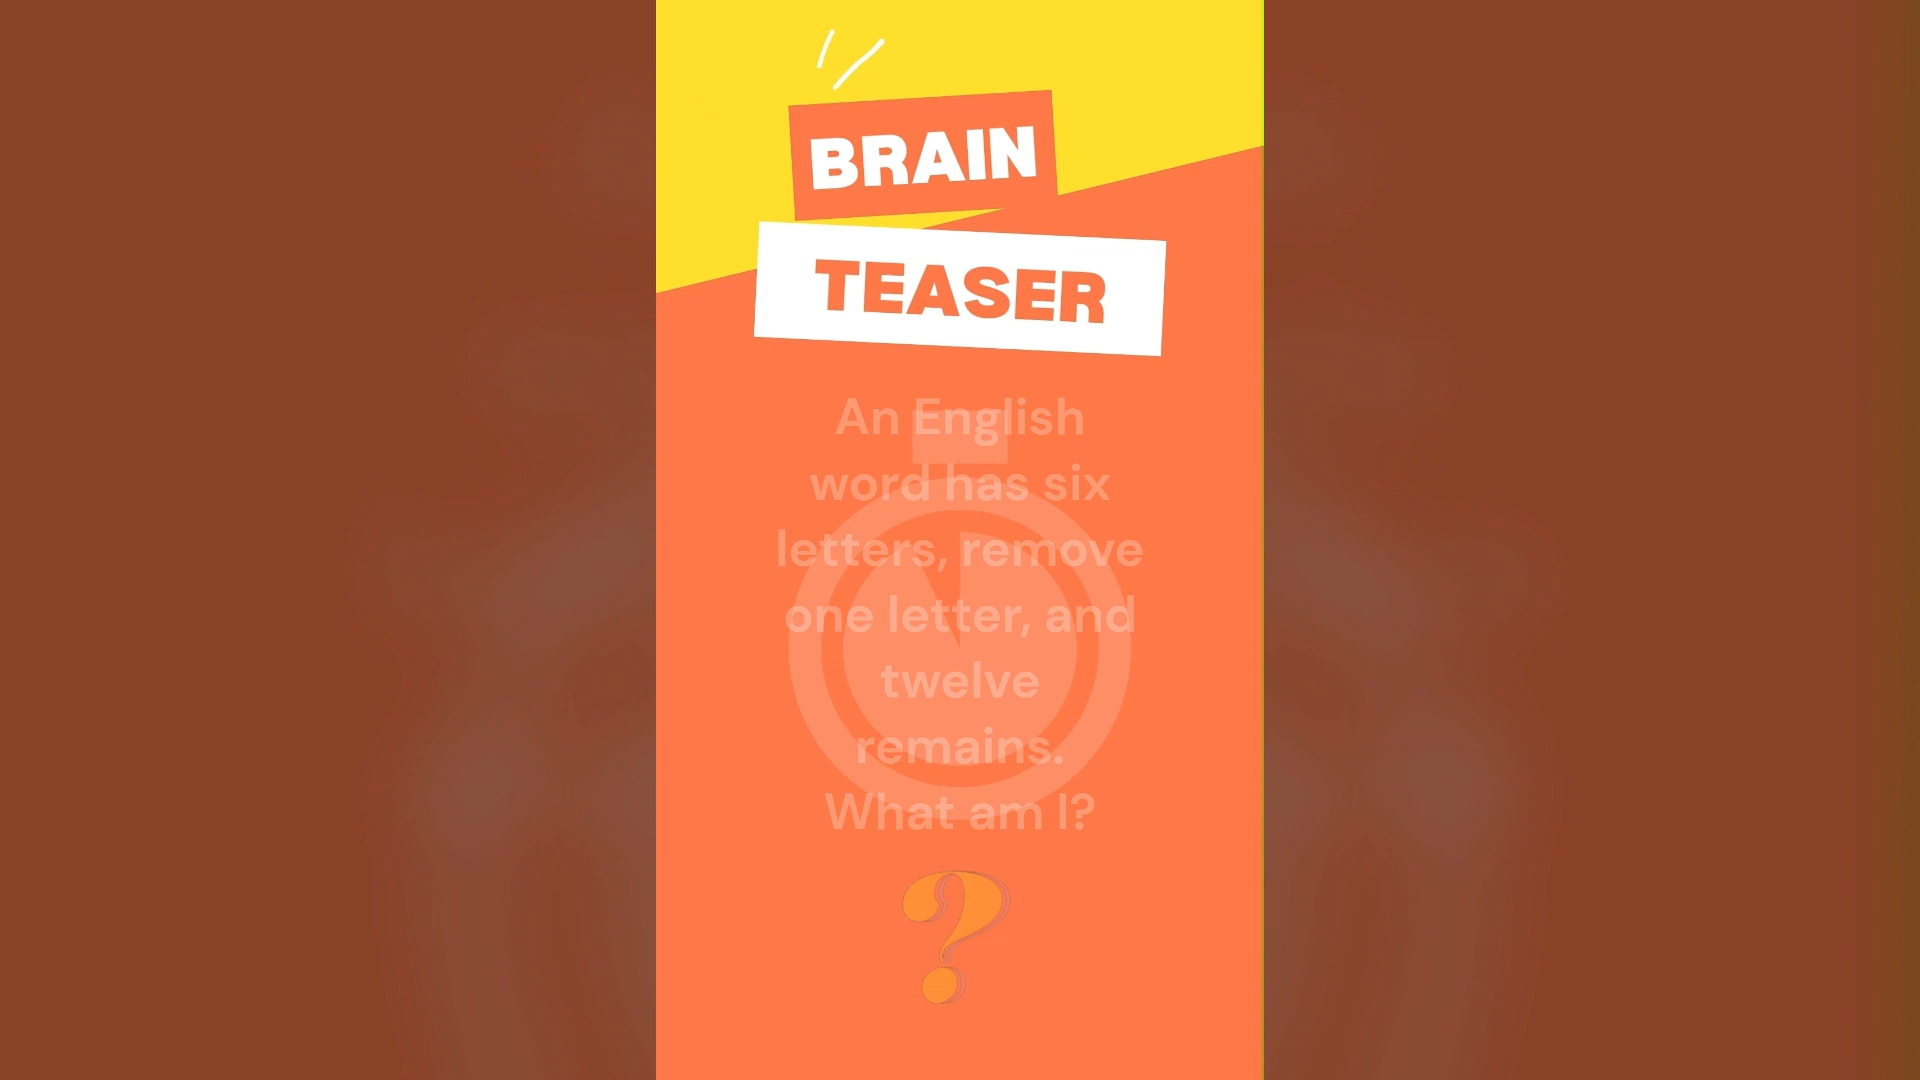 BRAIN
TEASER
An English
word has six
letters, remove
one letter, and
twelve
remains.
What am I?
?